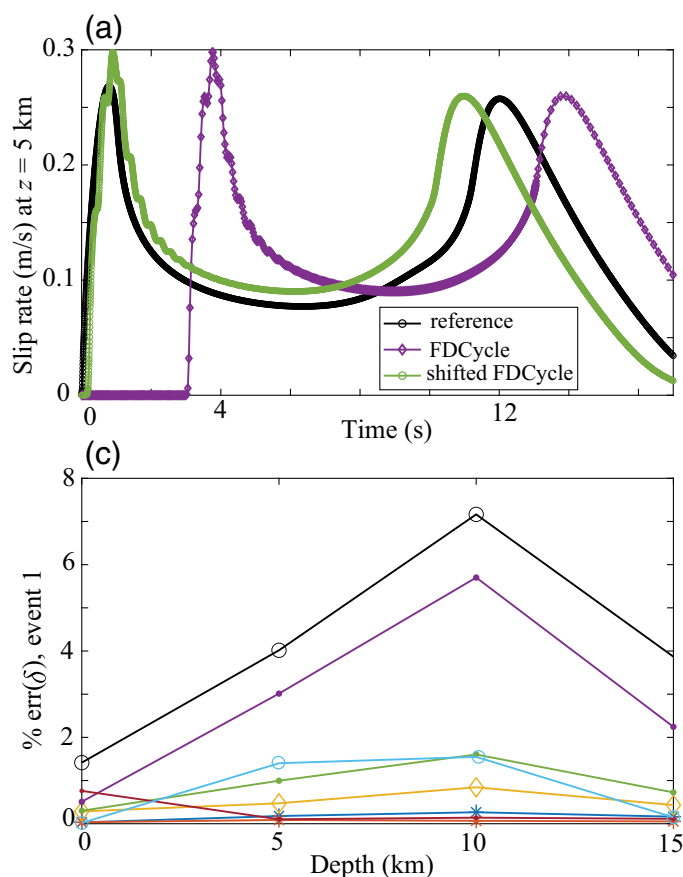 (a)
0.3
0.2
0.1
0
Slip rate (m/s) at z = 5 km
reference
FDCycle
shifted FDCycle
0 4 12
Time (s)
(c)
8
6
4
2
0
% err(δ), event 1
0 5 10 15
Depth (km)